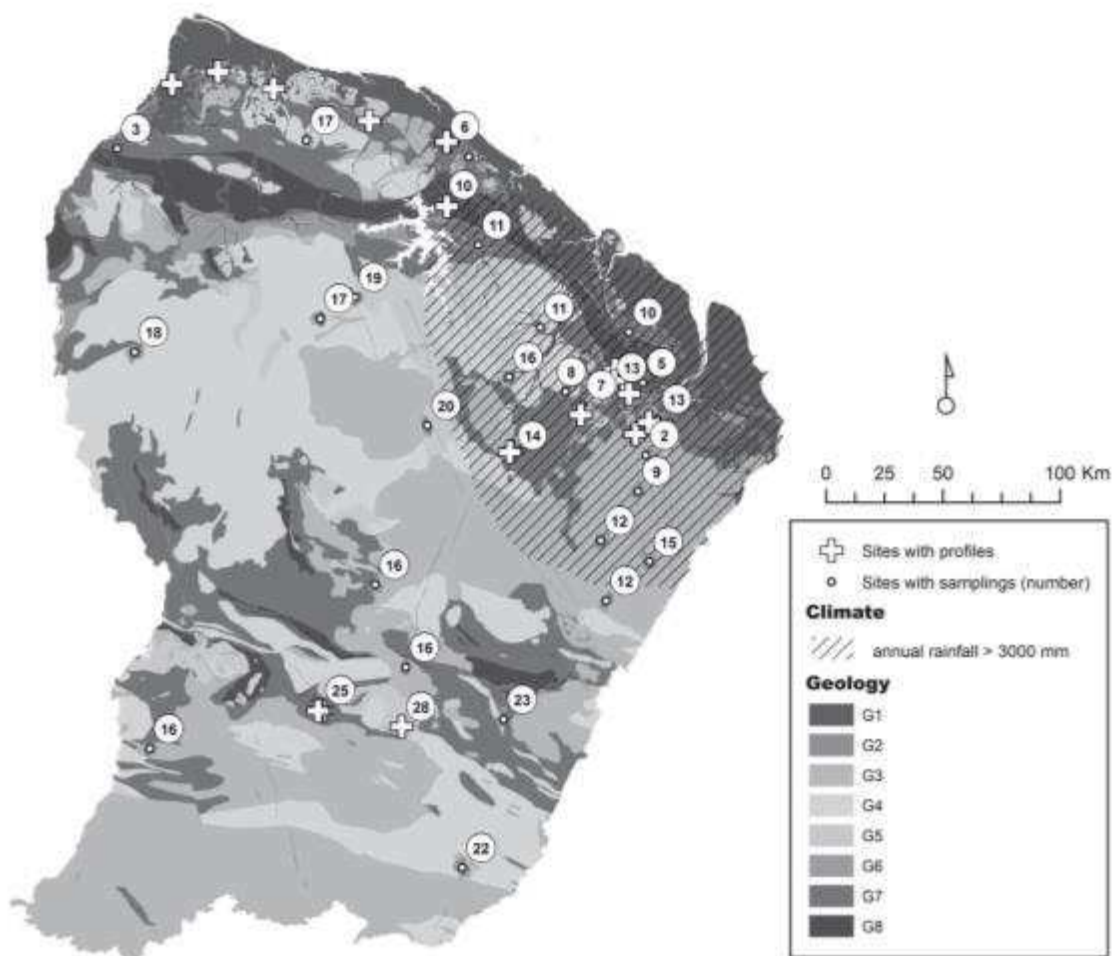 3
17
6
10
11
19
17
18
11
10
16
8
13
5
7
13
20
14
2
9
12
15
12
16
16
25
28
23
16
22
0 25 50 100 Km
Sites with profiles
Sites with samplings (number)
Climate
annual rainfall > 3000 mm
Geology
G1
G2
G3
G4
G5
G6
G7
G8